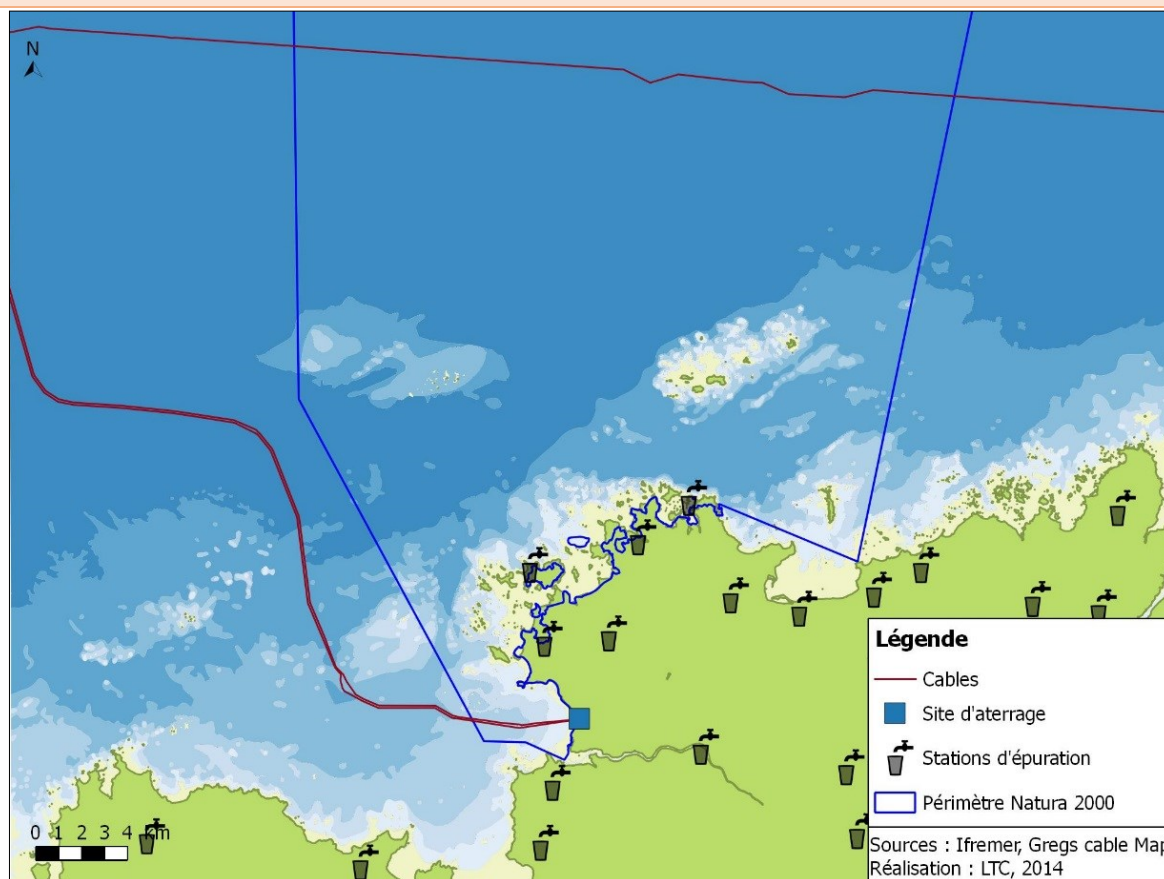 N
Légende
Cables
Site d'aterrage
Stations d'épuration
Périmètre Natura 2000
0 1 2 3 4 km
Sources : Ifremer, Gregs cable Map
Réalisation : LTC, 2014